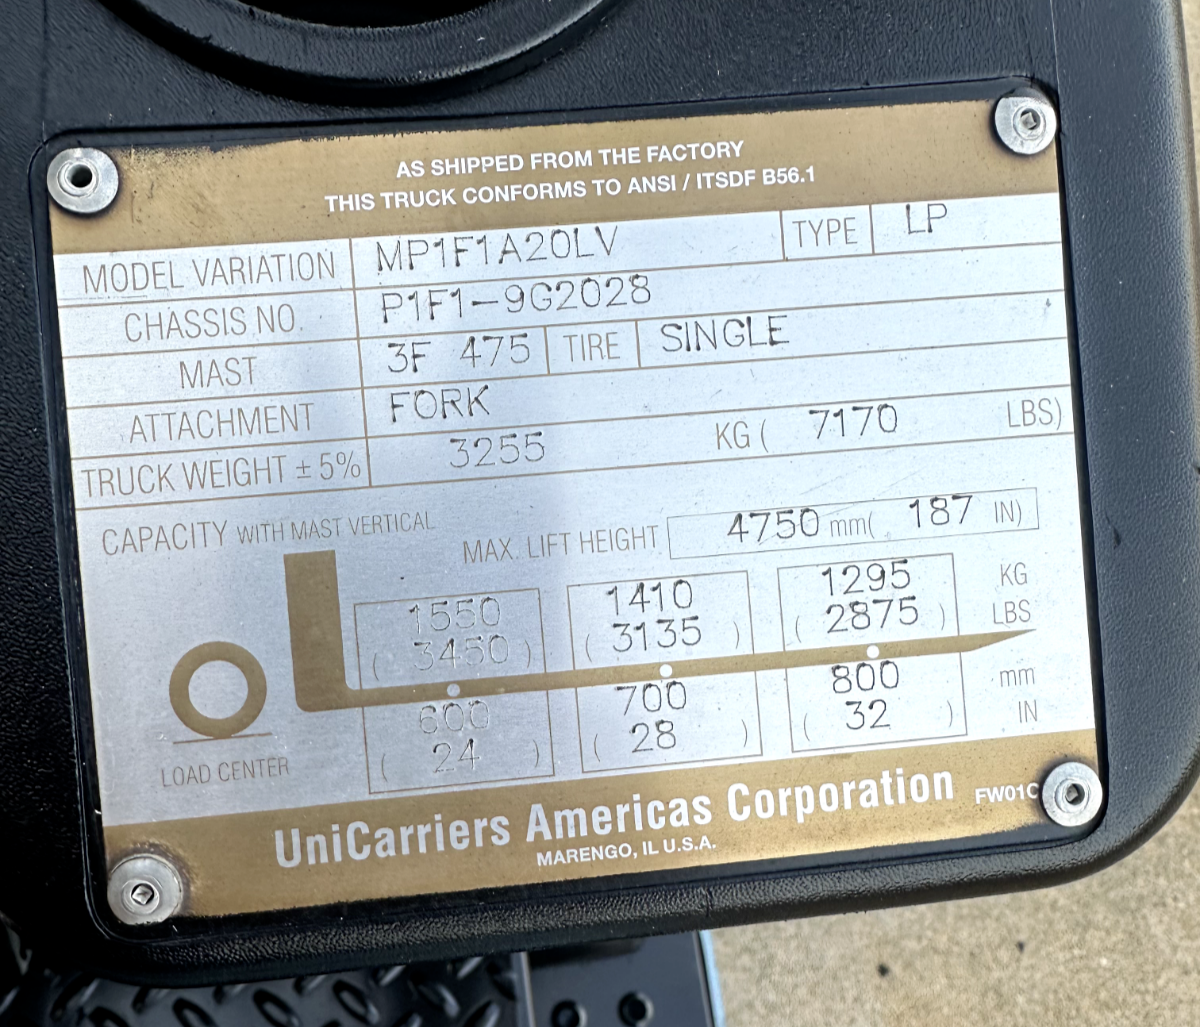 AS SHIPPED FROM THE FACTORY
THIS TRUCK CONFORMS TO ANSI / ITSDF B56.1
MODEL VARIATION MP1F1A20LV TYPE LP
CHASSIS NO. P1F1-9G2028
MAST 3F 475 TIRE SINGLE
ATTACHMENT FORK
TRUCK WEIGHT ± 5% 3255 KG ( 7170 LBS)
CAPACITY WITH MAST VERTICAL
MAX. LIFT HEIGHT 4750 mm( 187 IN)
1550 1410 1295 KG
( 3450 ) ( 3135 ) ( 2875 ) LBS
600 700 800 mm
( 24 ) ( 28 ) ( 32 ) IN
LOAD CENTER
UniCarriers Americas Corporation FW01C
MARENGO, IL U.S.A.